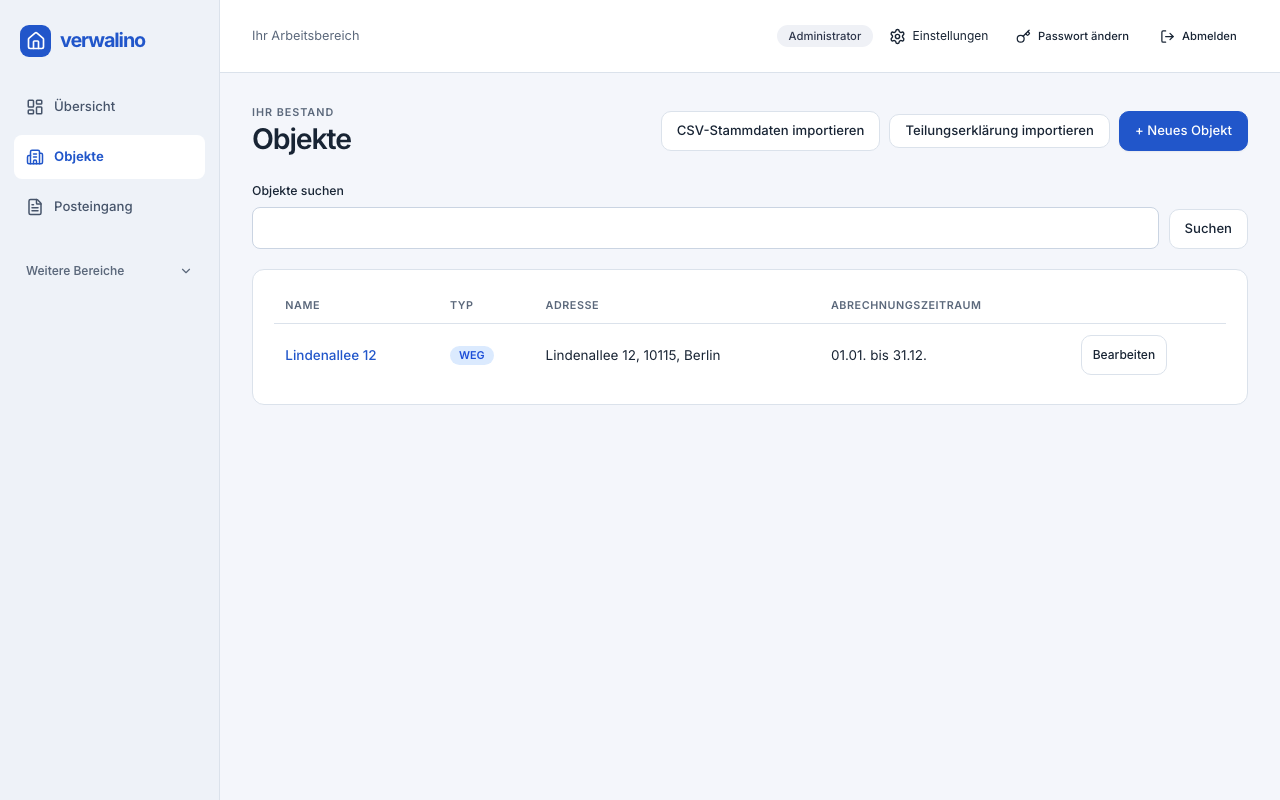 verwalino
Ihr Arbeitsbereich
Administrator
Einstellungen
Passwort ändern
Abmelden
Übersicht
Objekte
Posteingang
Weitere Bereiche
IHR BESTAND
Objekte
CSV-Stammdaten importieren
Teilungserklärung importieren
+ Neues Objekt
Objekte suchen
Suchen
NAME TYP ADRESSE ABRECHNUNGSZEITRAUM
Lindenallee 12 WEG Lindenallee 12, 10115, Berlin 01.01. bis 31.12. Bearbeiten